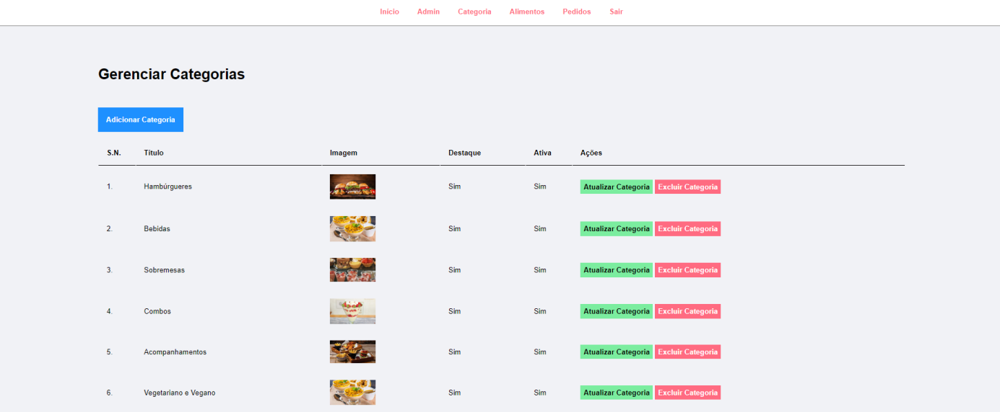 Início Admin Categoria Alimentos Pedidos Sair
Gerenciar Categorias
Adicionar Categoria
S.N. Título Imagem Destaque Ativa Ações
1. Hambúrgueres Sim Sim Atualizar Categoria Excluir Categoria
2. Bebidas Sim Sim Atualizar Categoria Excluir Categoria
3. Sobremesas Sim Sim Atualizar Categoria Excluir Categoria
4. Combos Sim Sim Atualizar Categoria Excluir Categoria
5. Acompanhamentos Sim Sim Atualizar Categoria Excluir Categoria
6. Vegetariano e Vegano Sim Sim Atualizar Categoria Excluir Categoria